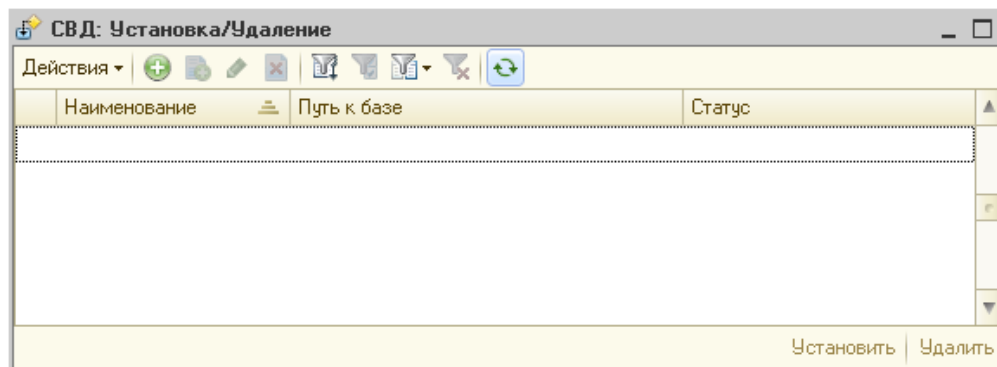 СВД: Установка/Удаление
Действия
Наименование Путь к базе Статус
Установить Удалить